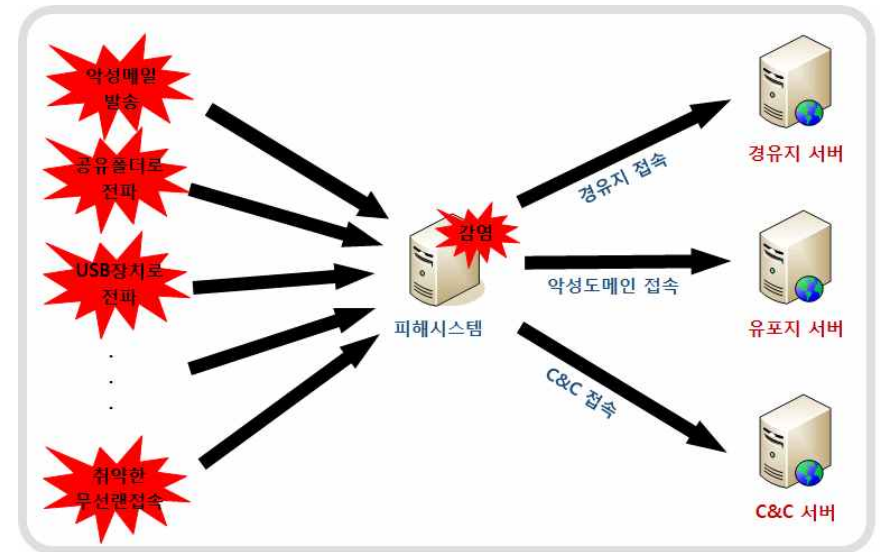 악성메일
발송
공유폴더로
전파
USB장치로
전파
.
.
.
취약한
무선랜접속
감염
피해시스템
경유지 접속
악성도메인 접속
C&C 접속
경유지 서버
유포지 서버
C&C 서버